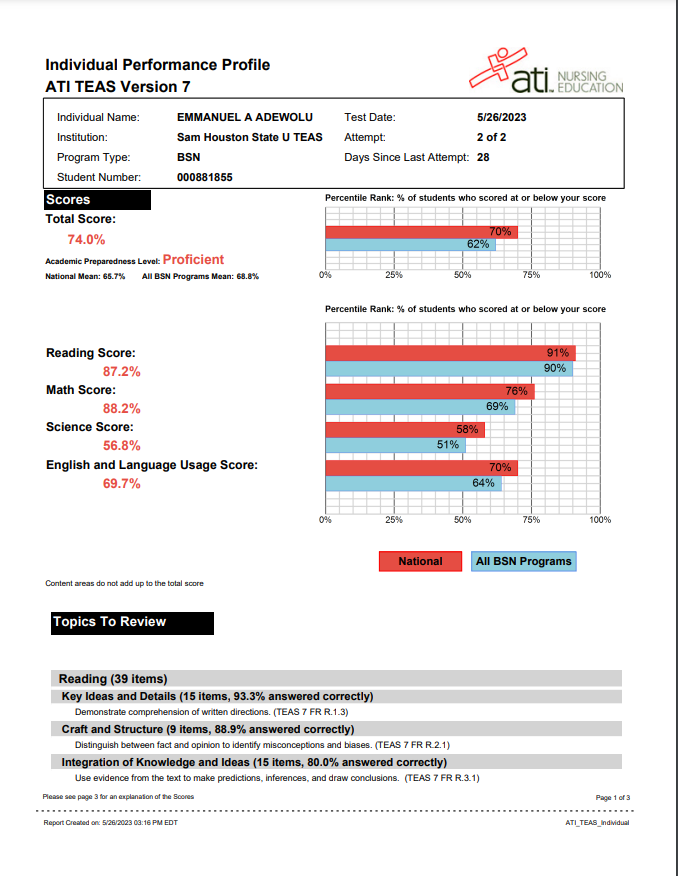 Individual Performance Profile
ATI TEAS Version 7
ati NURSING EDUCATION
Individual Name: EMMANUEL A ADEWOLU Test Date: 5/26/2023
Institution: Sam Houston State U TEAS Attempt: 2 of 2
Program Type: BSN Days Since Last Attempt: 28
Student Number: 000881855
Scores
Percentile Rank: % of students who scored at or below your score
Total Score:
74.0%
Academic Preparedness Level: Proficient
National Mean: 65.7% All BSN Programs Mean: 68.8%
70%
62%
0% 25% 50% 75% 100%
Percentile Rank: % of students who scored at or below your score
Reading Score:
87.2%
91%
90%
Math Score:
88.2%
76%
69%
Science Score:
56.8%
58%
51%
English and Language Usage Score:
69.7%
70%
64%
0% 25% 50% 75% 100%
National All BSN Programs
Content areas do not add up to the total score
Topics To Review
Reading (39 items)
Key Ideas and Details (15 items, 93.3% answered correctly)
Demonstrate comprehension of written directions. (TEAS 7 FR R.1.3)
Craft and Structure (9 items, 88.9% answered correctly)
Distinguish between fact and opinion to identify misconceptions and biases. (TEAS 7 FR R.2.1)
Integration of Knowledge and Ideas (15 items, 80.0% answered correctly)
Use evidence from the text to make predictions, inferences, and draw conclusions. (TEAS 7 FR R.3.1)
Please see page 3 for an explanation of the Scores Page 1 of 3
Report Created on: 5/26/2023 03:16 PM EDT ATI_TEAS_Individual